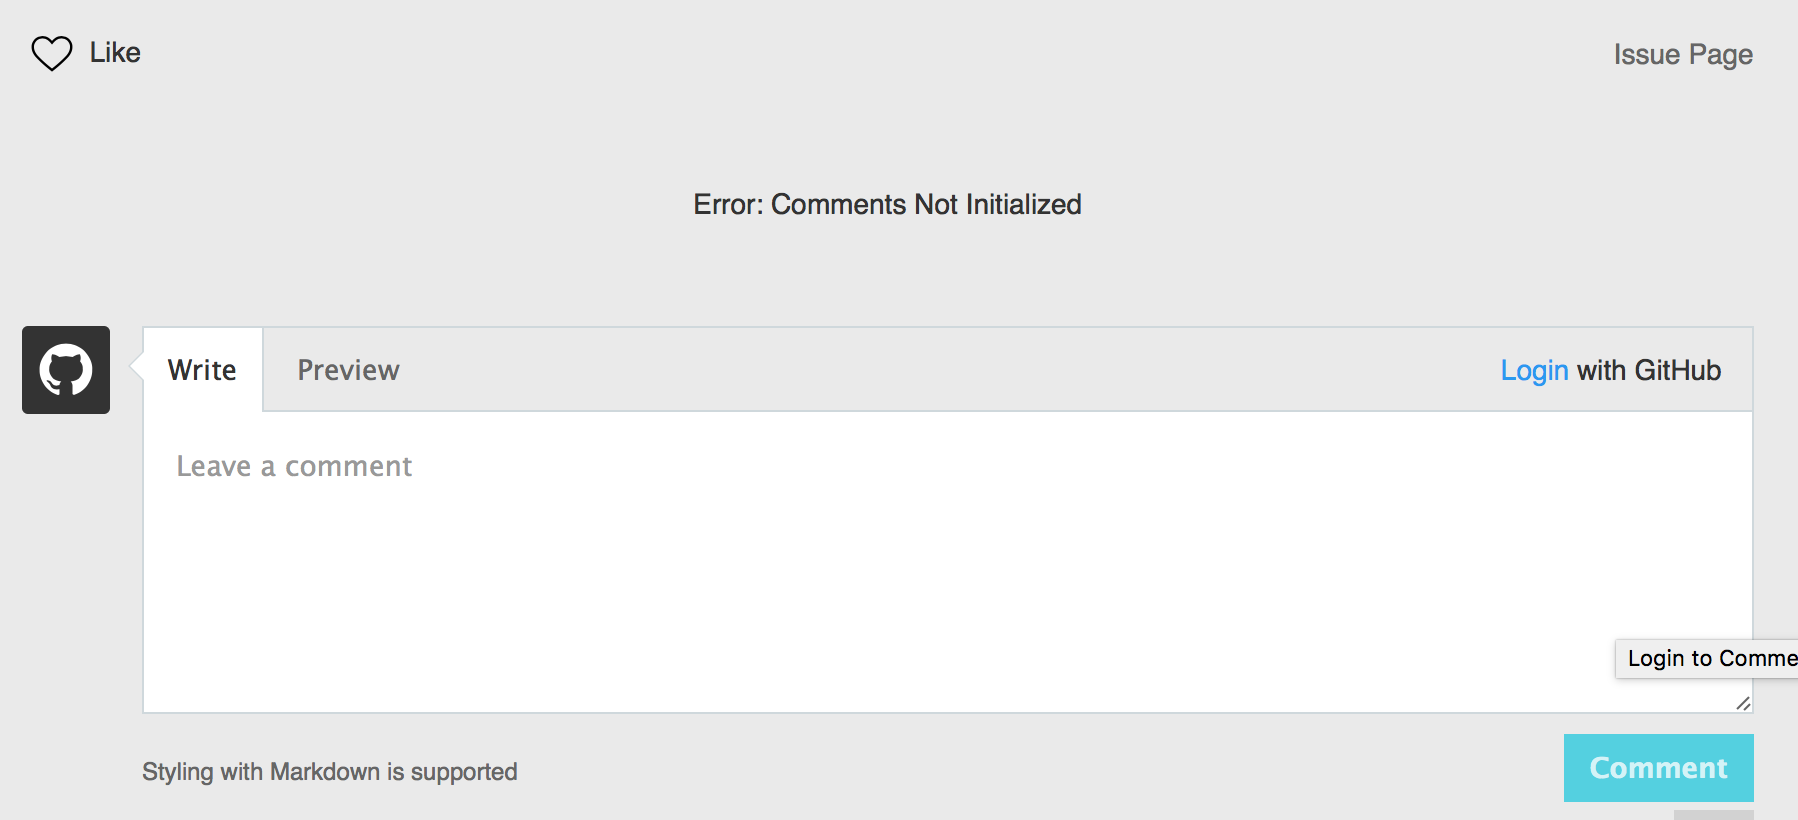 Like
Issue Page
Error: Comments Not Initialized
Write
Preview
Login with GitHub
Leave a comment
Login to Comme
Styling with Markdown is supported
Comment